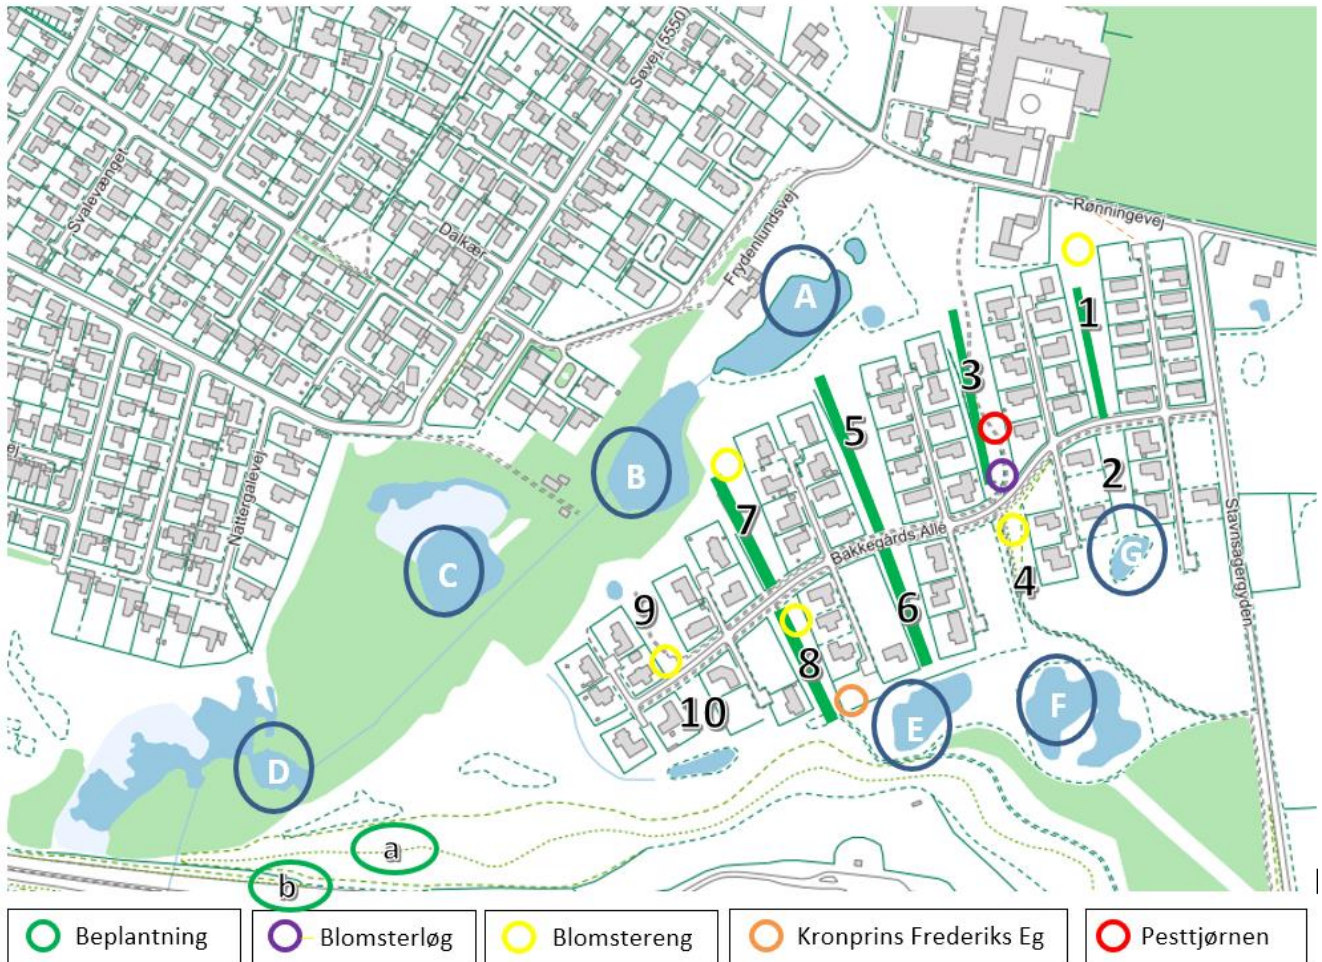 Søvej (5550)
Svalevænget
Dalkær
Frydenlundsvej
Rønningevej
A
1
3
5
2
B
7
Nattergalevej
Bakkegårds Allé
Stavnsagergyden
G
C
4
9
6
8
10
F
E
D
a
b
Beplantning
Blomsterløg
Blomstereng
Kronprins Frederiks Eg
Pesttjørnen